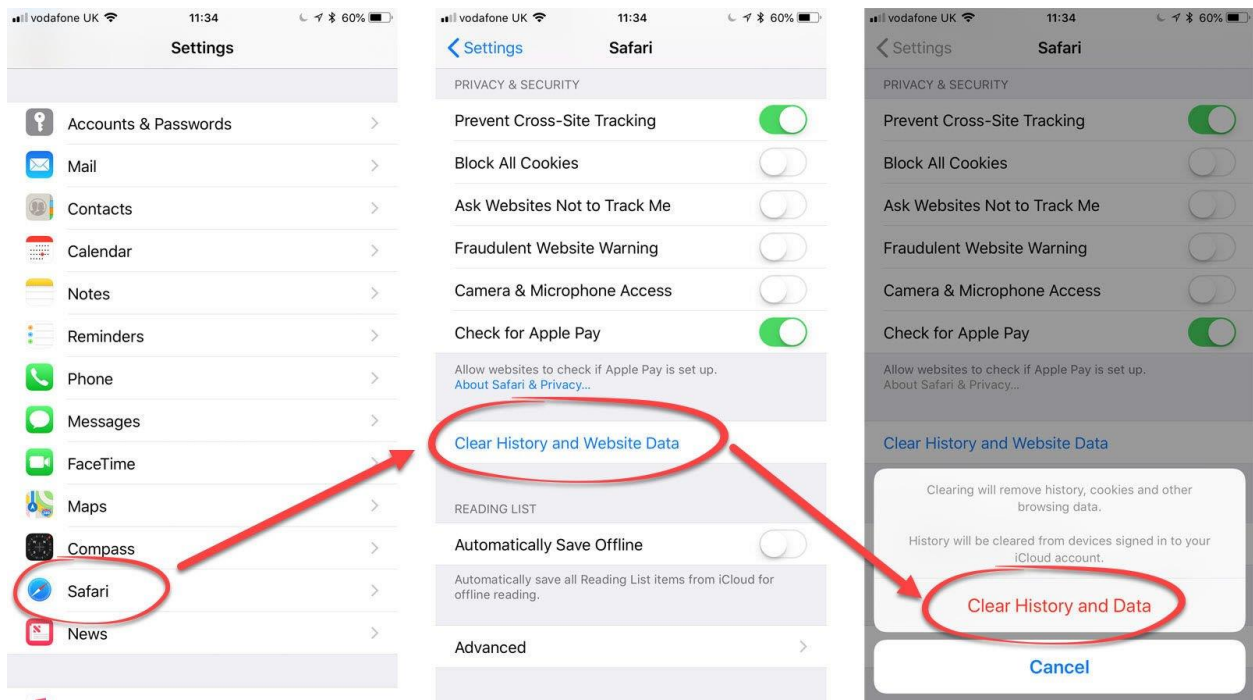 vodafone UK 11:34 60%
Settings
Accounts & Passwords
Mail
Contacts
Calendar
Notes
Reminders
Phone
Messages
FaceTime
Maps
Compass
Safari
News
vodafone UK 11:34 60%
Settings Safari
PRIVACY & SECURITY
Prevent Cross-Site Tracking
Block All Cookies
Ask Websites Not to Track Me
Fraudulent Website Warning
Camera & Microphone Access
Check for Apple Pay
Allow websites to check if Apple Pay is set up.
About Safari & Privacy...
Clear History and Website Data
READING LIST
Automatically Save Offline
Automatically save all Reading List items from iCloud for
offline reading.
Advanced
vodafone UK 11:34 60%
Settings Safari
PRIVACY & SECURITY
Prevent Cross-Site Tracking
Block All Cookies
Ask Websites Not to Track Me
Fraudulent Website Warning
Camera & Microphone Access
Check for Apple Pay
Allow websites to check if Apple Pay is set up.
About Safari & Privacy...
Clear History and Website Data
Clearing will remove history, cookies and other
browsing data.
History will be cleared from devices signed in to your
iCloud account.
Clear History and Data
Cancel